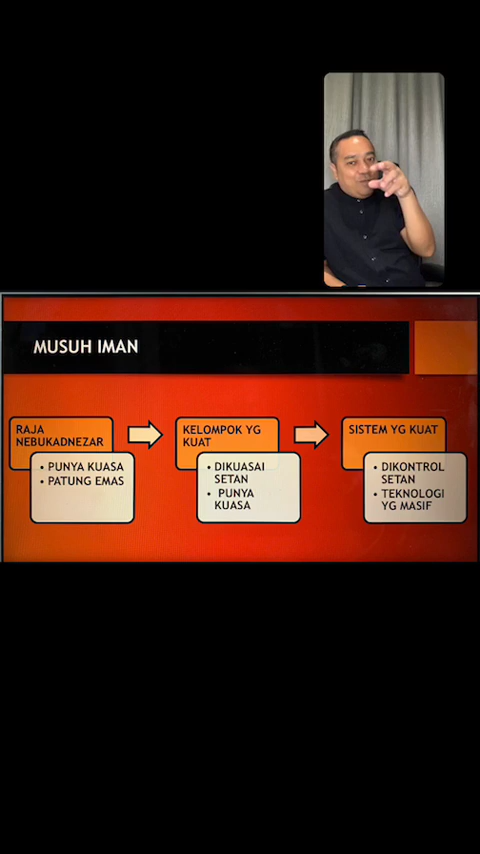 MUSUH IMAN
RAJA
NEBUKADNEZAR
• PUNYA KUASA
• PATUNG EMAS
KELOMPOK YG
KUAT
• DIKUASAI
SETAN
• PUNYA
KUASA
SISTEM YG KUAT
• DIKONTROL
SETAN
• TEKNOLOGI
YG MASIF